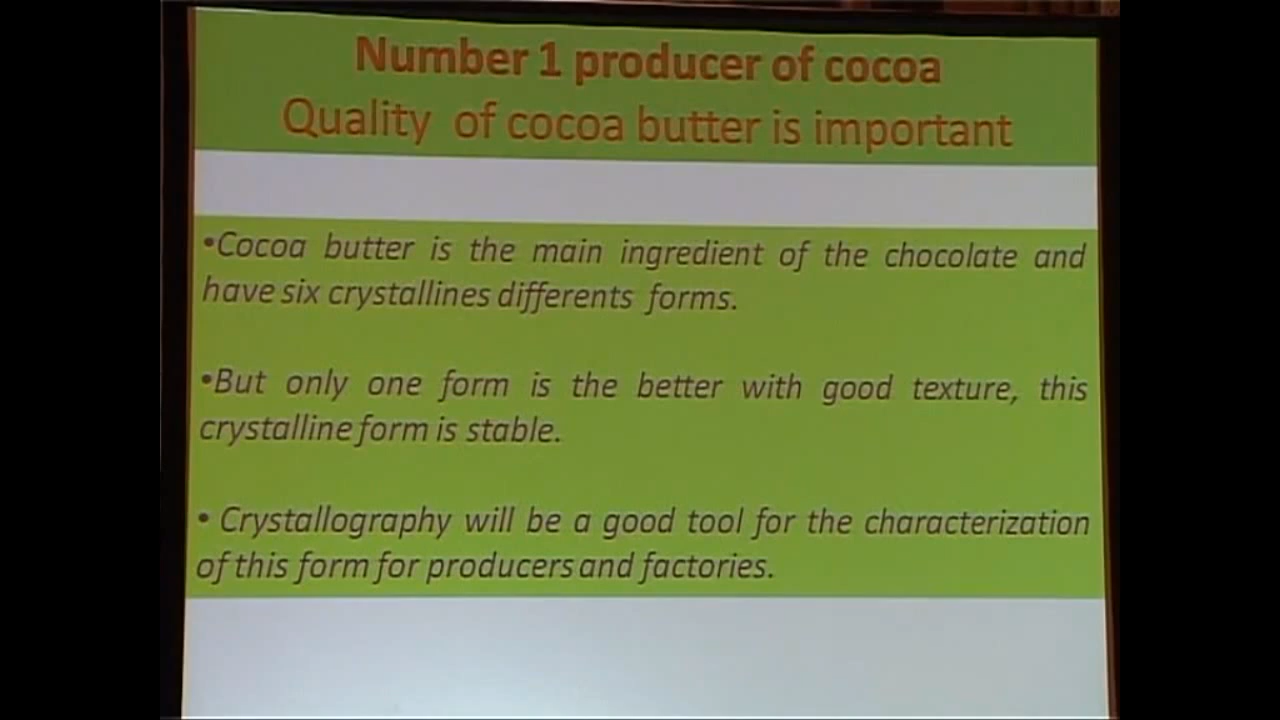 Number 1 producer of cocoa
Quality of cocoa butter is important
•Cocoa butter is the main ingredient of the chocolate and
have six crystallines differents forms.
•But only one form is the better with good texture, this
crystalline form is stable.
• Crystallography will be a good tool for the characterization
of this form for producers and factories.